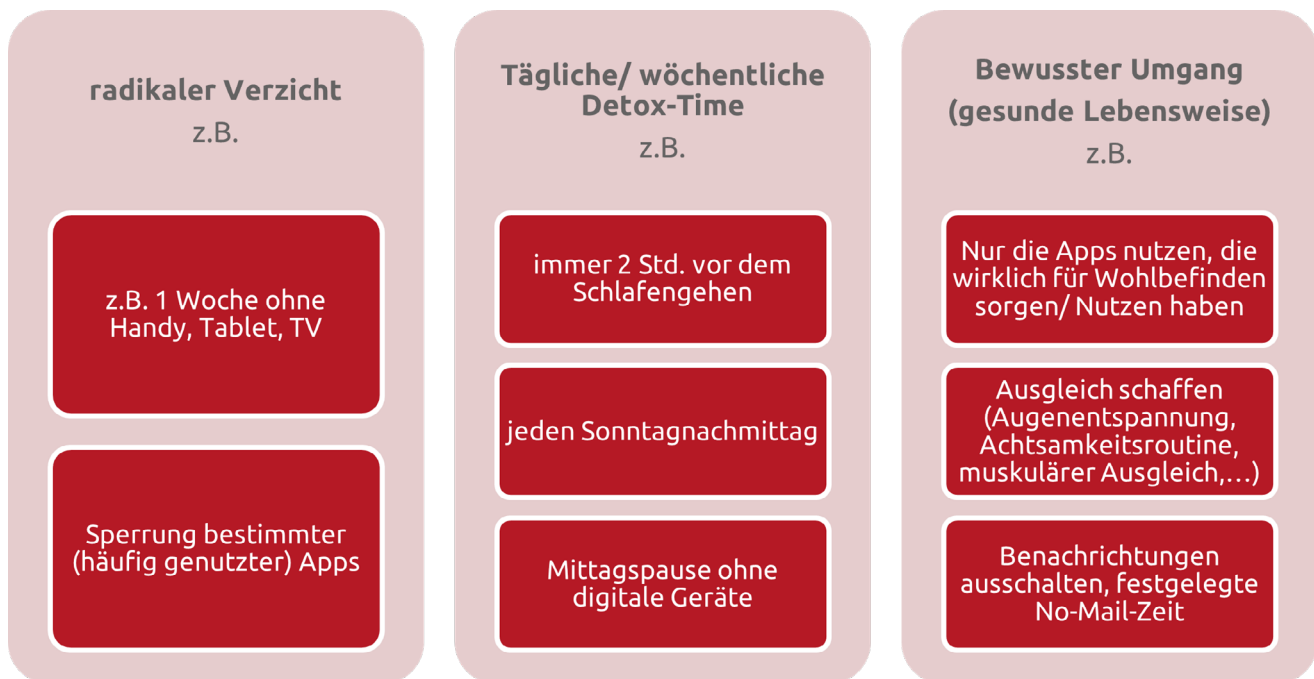 radikaler Verzicht
z.B.
z.B. 1 Woche ohne
Handy, Tablet, TV
Sperrung bestimmter
(häufig genutzter) Apps
Tägliche/ wöchentliche
Detox-Time
z.B.
immer 2 Std. vor dem
Schlafengehen
jeden Sonntagnachmittag
Mittagspause ohne
digitale Geräte
Bewusster Umgang
(gesunde Lebensweise)
z.B.
Nur die Apps nutzen, die
wirklich für Wohlbefinden
sorgen/ Nutzen haben
Ausgleich schaffen
(Augenentspannung,
Achtsamkeitsroutine,
muskulärer Ausgleich,…)
Benachrichtungen
ausschalten, festgelegte
No-Mail-Zeit